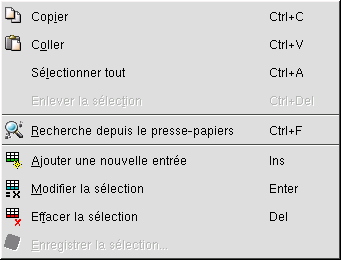 Copier Ctrl+C
Coller Ctrl+V
Sélectionner tout Ctrl+A
Enlever la sélection Ctrl+Del
Recherche depuis le presse-papiers Ctrl+F
Ajouter une nouvelle entrée Ins
Modifier la sélection Enter
Effacer la sélection Del
Enregistrer la sélection...